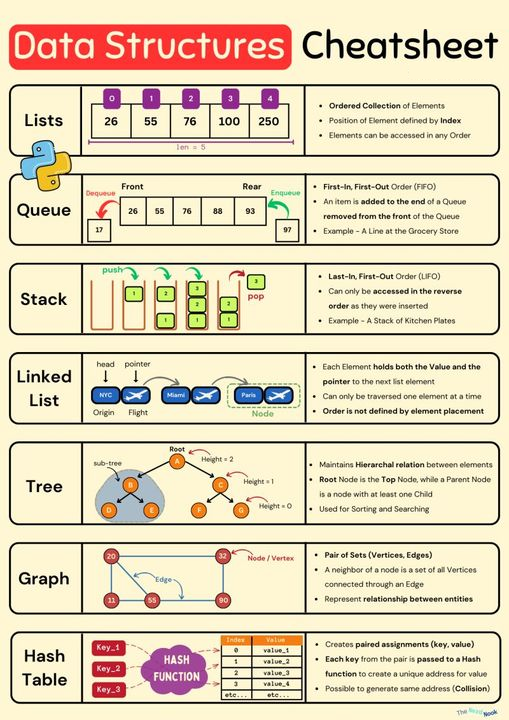 Data Structures Cheatsheet
Lists
0 1 2 3 4
26 55 76 100 250
len = 5
• Ordered Collection of Elements
• Position of Element defined by Index
• Elements can be accessed in any Order
Queue
Front Rear
Dequeue Enqueue
26 55 76 88 93
17 97
• First-In, First-Out Order (FIFO)
• An item is added to the end of a Queue
removed from the front of the Queue
• Example - A Line at the Grocery Store
Stack
push
1 2 3 2 1 1 2 1
3
pop
• Last-In, First-Out Order (LIFO)
• Can only be accessed in the reverse
order as they were inserted
• Example - A Stack of Kitchen Plates
Linked
List
head pointer
NYC Miami Paris
Origin Flight Node
• Each Element holds both the Value and the
pointer to the next list element
• Can only be traversed one element at a time
• Order is not defined by element placement
Tree
Root
A Height = 2
sub-tree
B C Height = 1
D E F G Height = 0
• Maintains Hierarchal relation between elements
• Root Node is the Top Node, while a Parent Node
is a node with at least one Child
• Used for Sorting and Searching
Graph
20 32 Node / Vertex
Edge
11 55 90
• Pair of Sets (Vertices, Edges)
• A neighbor of a node is a set of all Vertices
connected through an Edge
• Represent relationship between entities
Hash
Table
Key_1
Key_2
Key_3
HASH
FUNCTION
Index Value
0 value_1
1 value_2
2 value_3
3 value_4
etc... etc...
• Creates paired assignments (key, value)
• Each key from the pair is passed to a Hash
function to create a unique address for value
• Possible to generate same address (Collision)
The Nerdy Nook